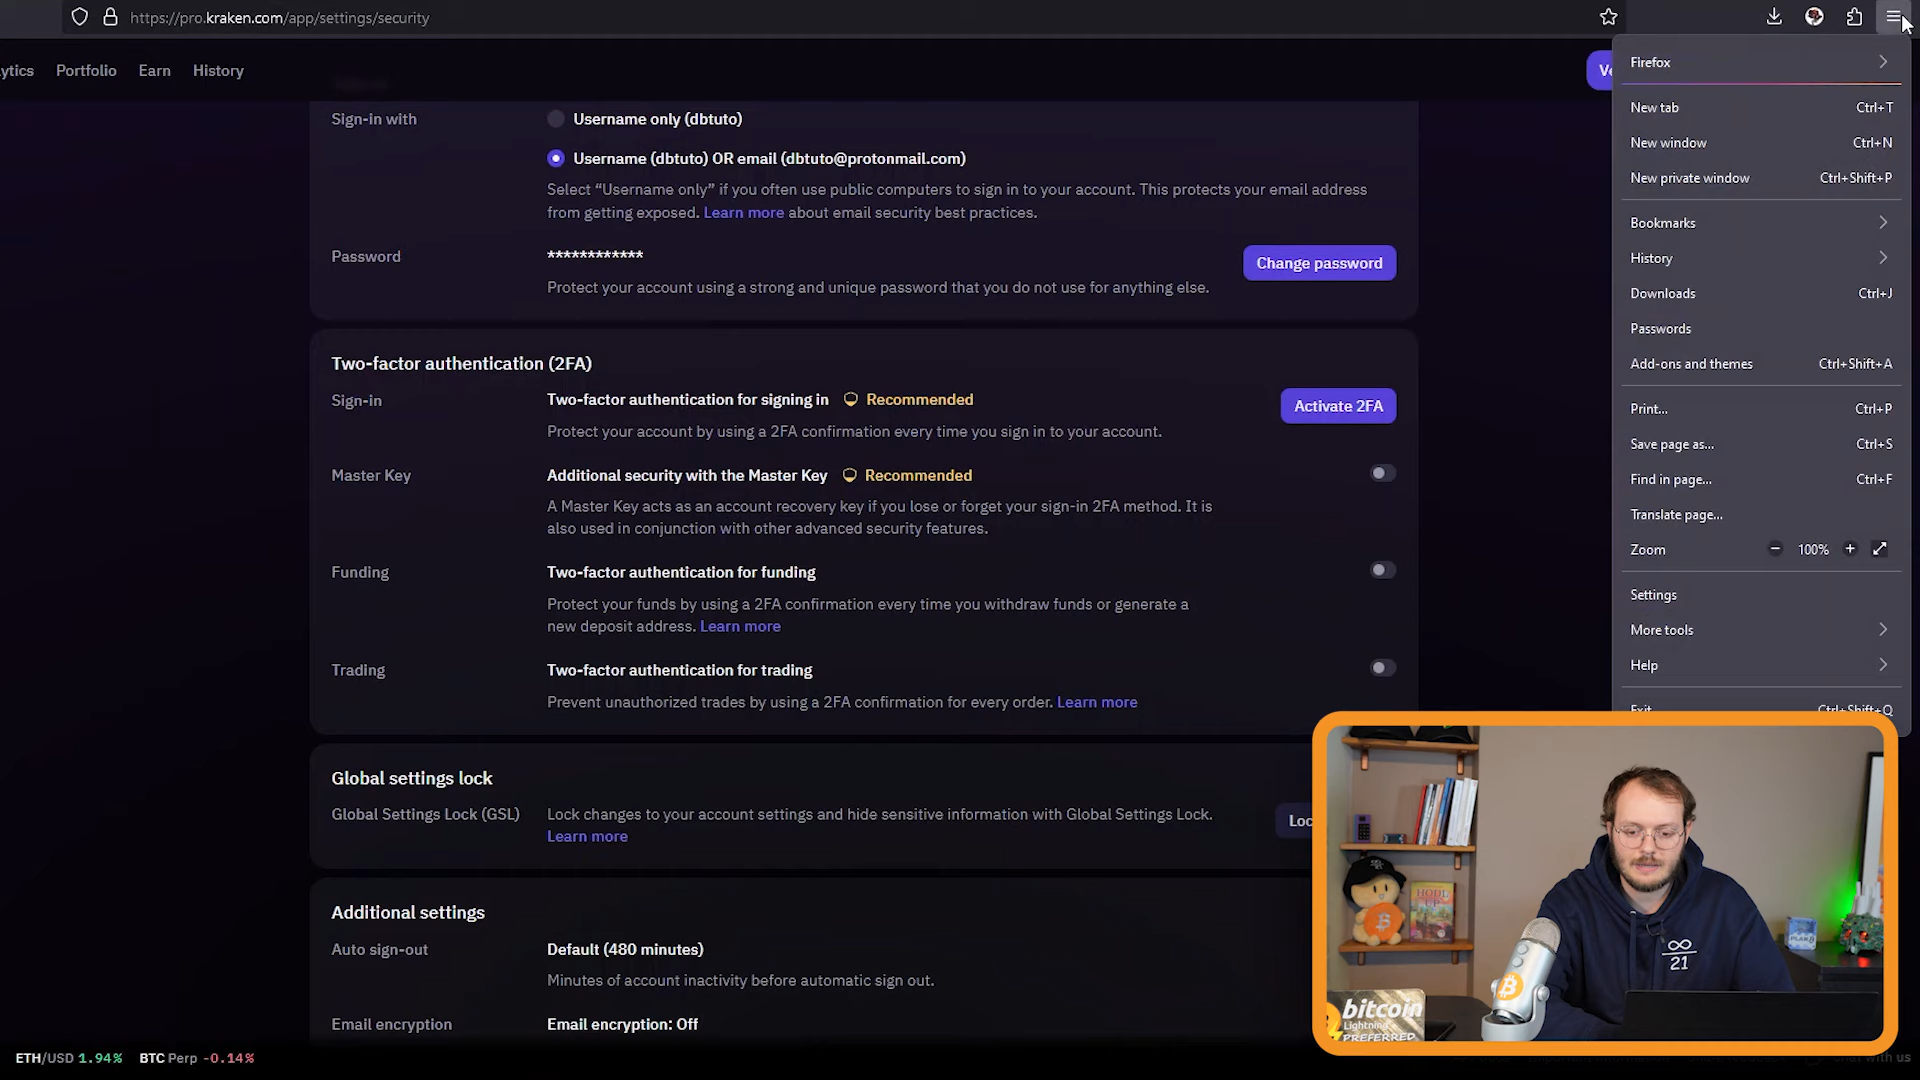 https://pro.kraken.com/app/settings/security
Portfolio
Earn
History
Sign-in with
Username only (dbtuto)
Username (dbtuto) OR email (dbtuto@protonmail.com)
Select “Username only” if you often use public computers to sign in to your account. This protects your email address
from getting exposed. Learn more about email security best practices.
Password
************
Change password
Protect your account using a strong and unique password that you do not use for anything else.
Two-factor authentication (2FA)
Sign-in
Two-factor authentication for signing in
Recommended
Activate 2FA
Protect your account by using a 2FA confirmation every time you sign in to your account.
Master Key
Additional security with the Master Key
Recommended
A Master Key acts as an account recovery key if you lose or forget your sign-in 2FA method. It is
also used in conjunction with other advanced security features.
Funding
Two-factor authentication for funding
Protect your funds by using a 2FA confirmation every time you withdraw funds or generate a
new deposit address. Learn more
Trading
Two-factor authentication for trading
Prevent unauthorized trades by using a 2FA confirmation for every order. Learn more
Global settings lock
Global Settings Lock (GSL)
Lock changes to your account settings and hide sensitive information with Global Settings Lock.
Learn more
Additional settings
Auto sign-out
Default (480 minutes)
Minutes of account inactivity before automatic sign out.
Email encryption
Email encryption: Off
ETH/USD 1.94%
BTC Perp -0.14%
Firefox
New tab Ctrl+T
New window Ctrl+N
New private window Ctrl+Shift+P
Bookmarks
History
Downloads Ctrl+J
Passwords
Add-ons and themes Ctrl+Shift+A
Print... Ctrl+P
Save page as... Ctrl+S
Find in page... Ctrl+F
Translate page...
Zoom 100%
Settings
More tools
Help
Exit Ctrl+Shift+Q
HODL
UP
∞
21
bitcoin
Lightning
PREFERRED